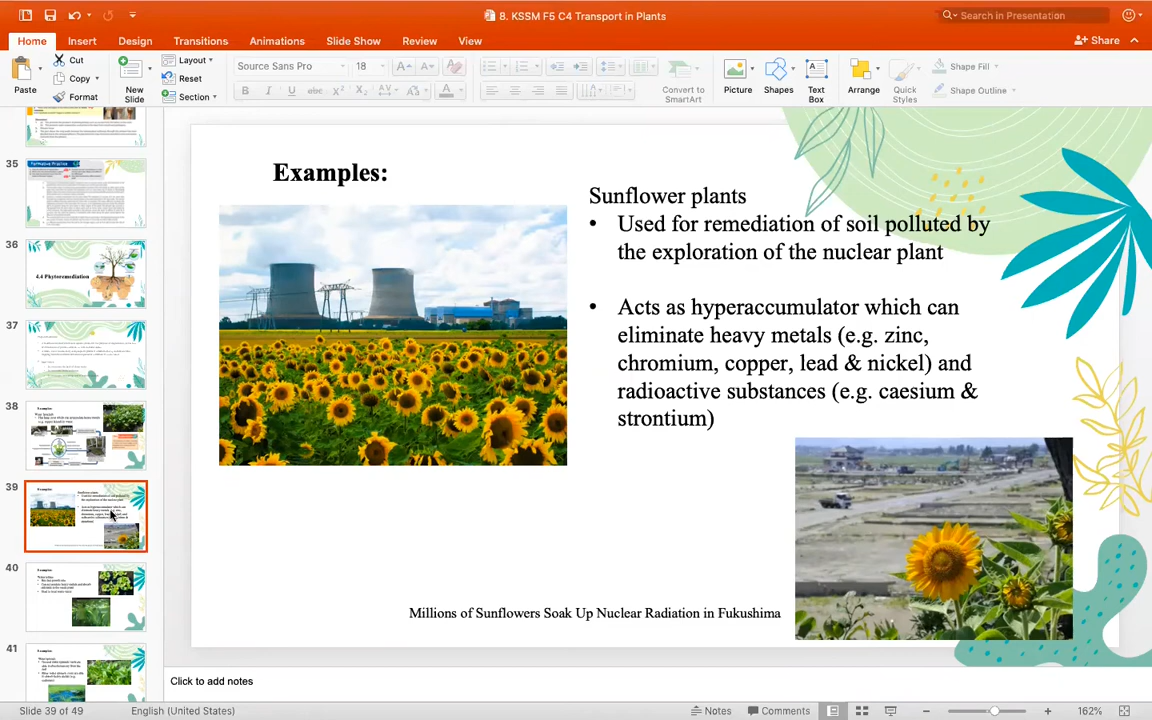 8. KSSM F5 C4 Transport in Plants
Search in Presentation
Home Insert Design Transitions Animations Slide Show Review View
Share
Paste
Cut
Copy
Format
New Slide
Layout
Reset
Section
Source Sans Pro
18
Convert to SmartArt
Picture
Shapes
Text Box
Arrange
Quick Styles
Shape Fill
Shape Outline
35
Formative Practice
36
4.4 Phytoremediation
37
38
39
40
41
Examples:
Sunflower plants
• Used for remediation of soil polluted by
the exploration of the nuclear plant
• Acts as hyperaccumulator which can
eliminate heavy metals (e.g. zinc,
chromium, copper, lead & nickel) and
radioactive substances (e.g. caesium &
strontium)
Millions of Sunflowers Soak Up Nuclear Radiation in Fukushima
Click to add notes
Slide 39 of 49
English (United States)
Notes
Comments
162%